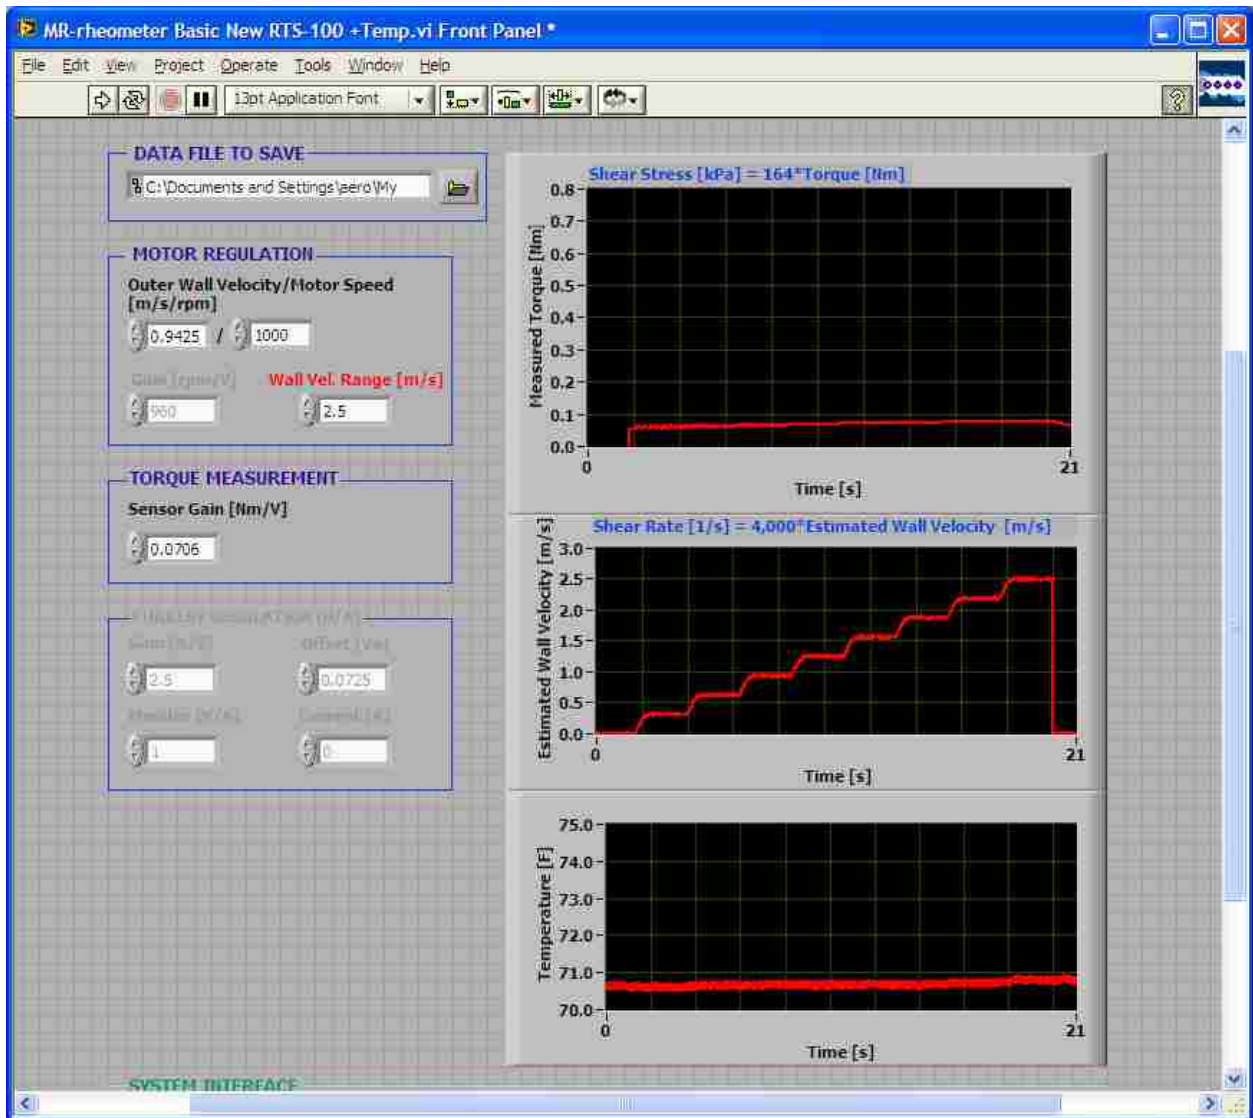 MR-rheometer Basic New RTS-100 +Temp.vi Front Panel *
File Edit View Project Operate Tools Window Help
13pt Application Font
?
DATA FILE TO SAVE
C:\Documents and Settings\aero\My
MOTOR REGULATION
Outer Wall Velocity/Motor Speed
[m/s/rpm]
0.9425 / 1000
Gain [rpm/V] Wall Vel. Range [m/s]
960 2.5
TORQUE MEASUREMENT
Sensor Gain [Nm/V]
0.0706
2.5 0.0725
1 0
Shear Stress [kPa] = 164*Torque [Nm]
Measured Torque [Nm]
0.8
0.7
0.6
0.5
0.4
0.3
0.2
0.1
0.0
0 21
Time [s]
Shear Rate [1/s] = 4,000*Estimated Wall Velocity [m/s]
Estimated Wall Velocity [m/s]
3.0
2.5
2.0
1.5
1.0
0.5
0.0
0 21
Time [s]
Temperature [F]
75.0
74.0
73.0
72.0
71.0
70.0
0 21
Time [s]
SYSTEM INTERFACE